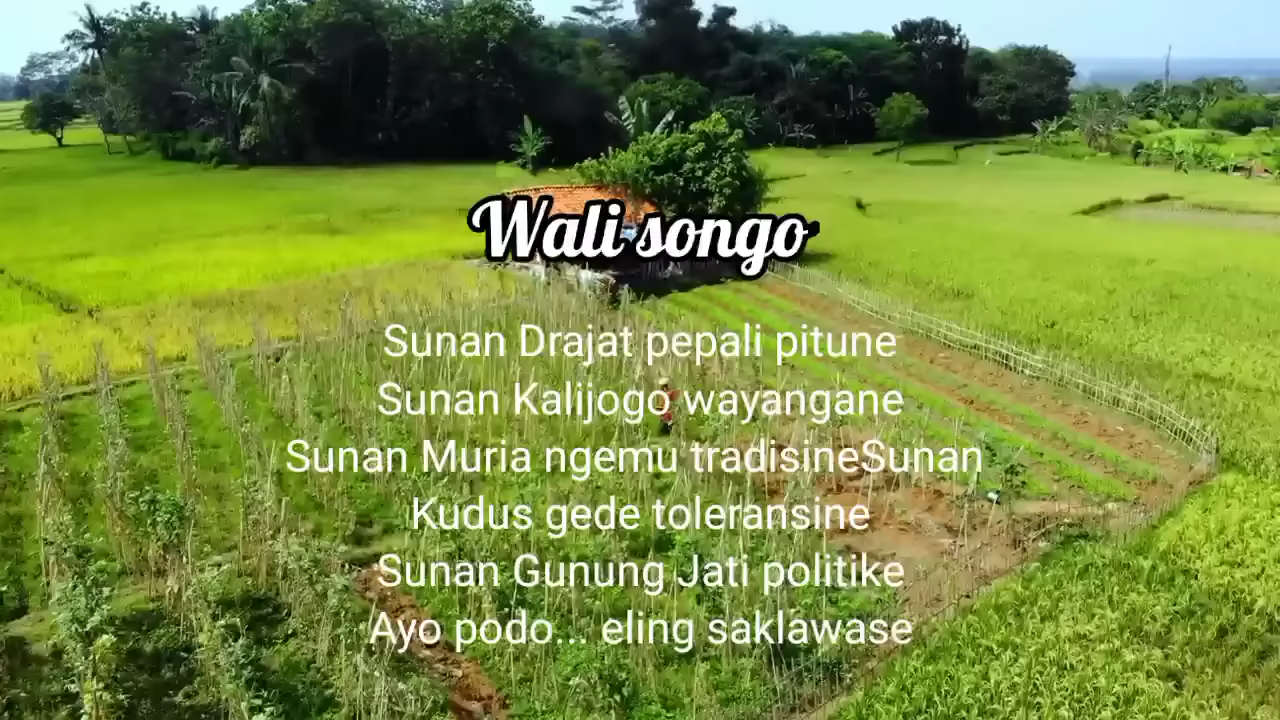 Wali songo
Sunan Drajat pepali pitune
Sunan Kalijogo wayangane
Sunan Muria ngemu tradisineSunan
Kudus gede toleransine
Sunan Gunung Jati politike
Ayo podo... eling saklawase